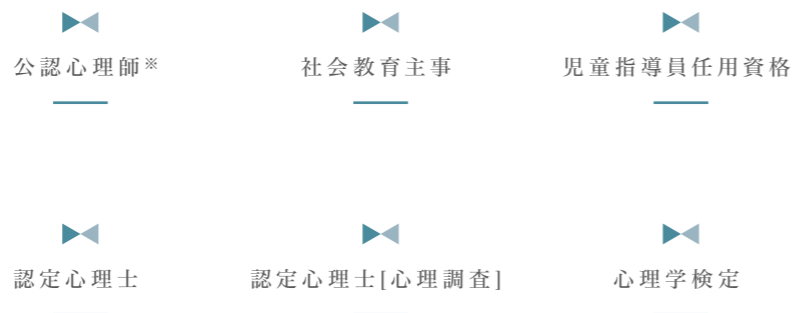 公認心理師※
社会教育主事
児童指導員任用資格
認定心理士
認定心理士[心理調査]
心理学検定